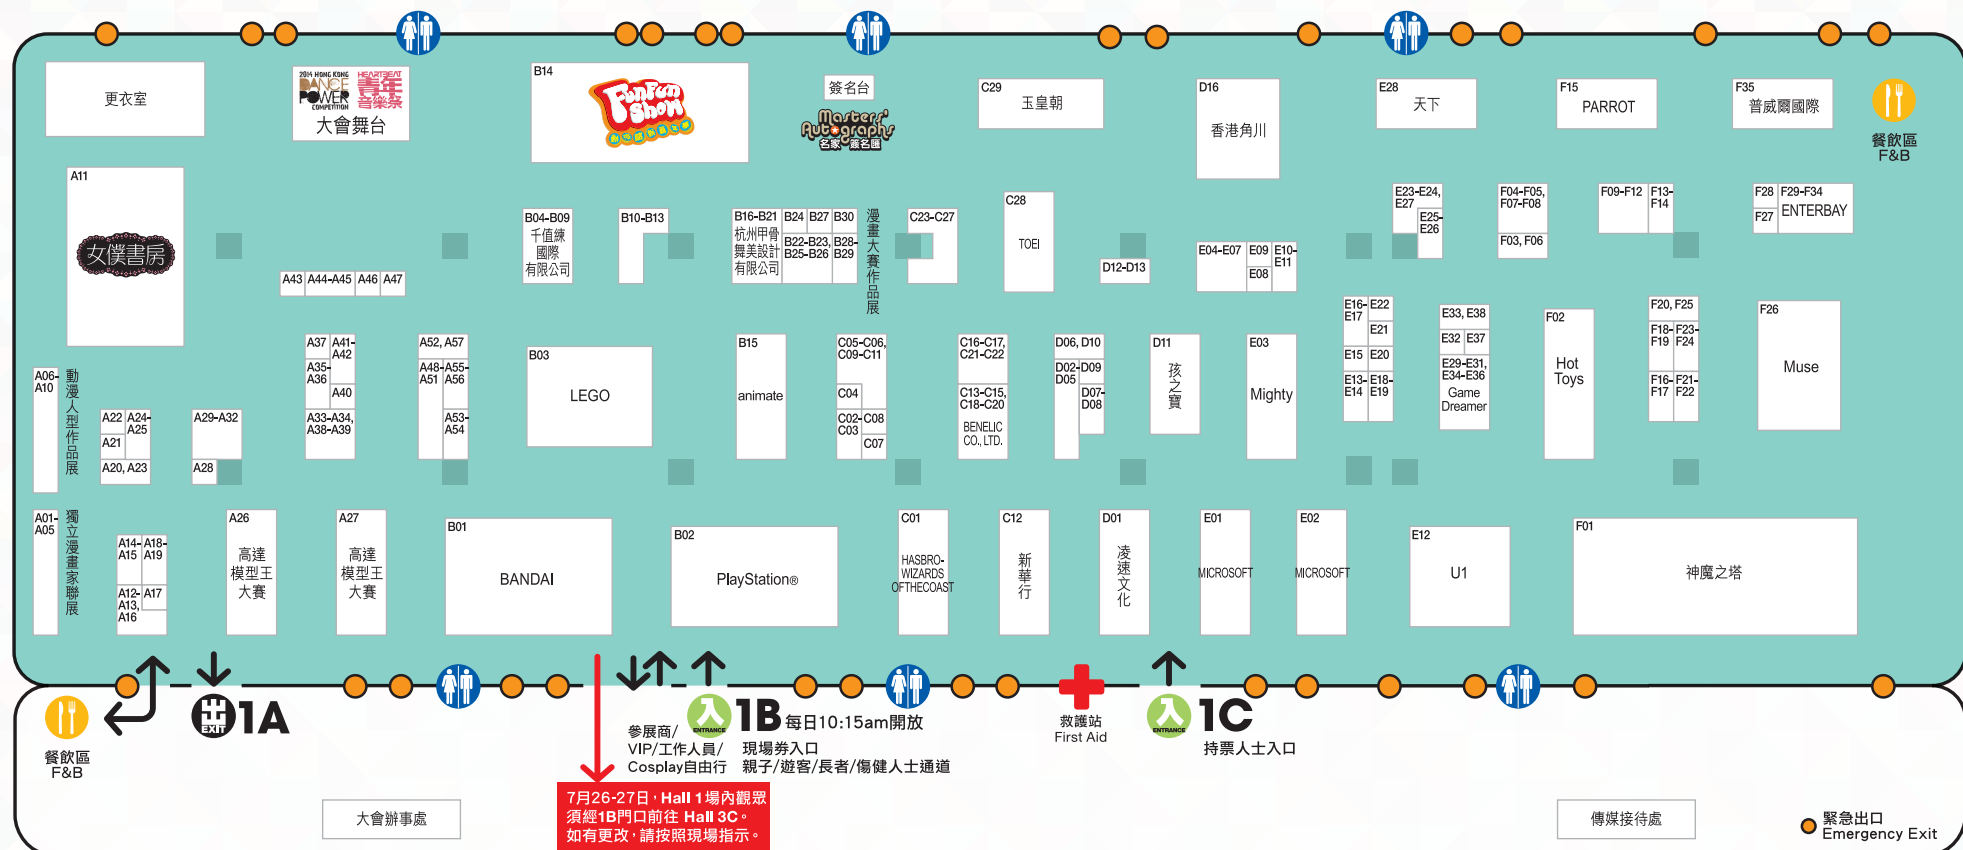 更衣室
2014 HONG KONG
DANCE
POWER
COMPETITION
HEARTBEAT
青年
音樂祭
大會舞台
B14
FunFun
Show
簽名台
Masters'
Autographs
名家 簽名匯
C29
玉皇朝
D16
香港角川
E28
天下
F15
PARROT
F35
普威爾國際
餐飲區
F&B
A11
女僕書房
B04-B09
千值練
國際
有限公司
B10-B13
B16-B21
杭州甲骨
舞美設計
有限公司
B24
B27
B30
B22-B23,
B25-B26
B28-
B29
漫畫大賽作品展
C23-C27
C28
TOEI
D12-D13
E04-E07
E09
E08
E10-
E11
E23-E24,
E27
E25-
E26
F04-F05,
F07-F08
F03, F06
F09-F12
F13-
F14
F28
F27
F29-F34
ENTERBAY
A43
A44-A45
A46
A47
A37
A41-
A42
A35-
A36
A40
A33-A34,
A38-A39
A52, A57
A48-
A51
A55-
A56
A53-
A54
B03
LEGO
B15
animate
C05-C06,
C09-C11
C04
C02-
C03
C08
C07
C16-C17,
C21-C22
C13-C15,
C18-C20
BENELIC
CO., LTD.
D06, D10
D02-
D05
D09
D07-
D08
D11
孩之寶
E03
Mighty
E16-
E17
E22
E21
E15
E20
E13-
E14
E18-
E19
E33, E38
E32
E37
E29-E31,
E34-E36
Game
Dreamer
F02
Hot
Toys
F20, F25
F18-
F19
F23-
F24
F16-
F17
F21-
F22
F26
Muse
A06-
A10
動漫人型作品展
A22
A24-
A25
A21
A20, A23
A29-A32
A28
A01-
A05
獨立漫畫家聯展
A14-
A15
A18-
A19
A12-
A13,
A16
A17
A26
高達
模型王
大賽
A27
高達
模型王
大賽
B01
BANDAI
B02
PlayStation®
C01
HASBRO-
WIZARDS
OFTHECOAST
C12
新華行
D01
凌速文化
E01
MICROSOFT
E02
MICROSOFT
E12
U1
F01
神魔之塔
餐飲區
F&B
出
EXIT
1A
參展商/
VIP/工作人員/
Cosplay自由行
入
ENTRANCE
1B 每日10:15am開放
現場券入口
親子/遊客/長者/傷健人士通道
救護站
First Aid
入
ENTRANCE
1C
持票人士入口
7月26-27日，Hall 1場內觀眾
須經1B門口前往 Hall 3C。
如有更改，請按照現場指示。
大會辦事處
傳媒接待處
緊急出口
Emergency Exit